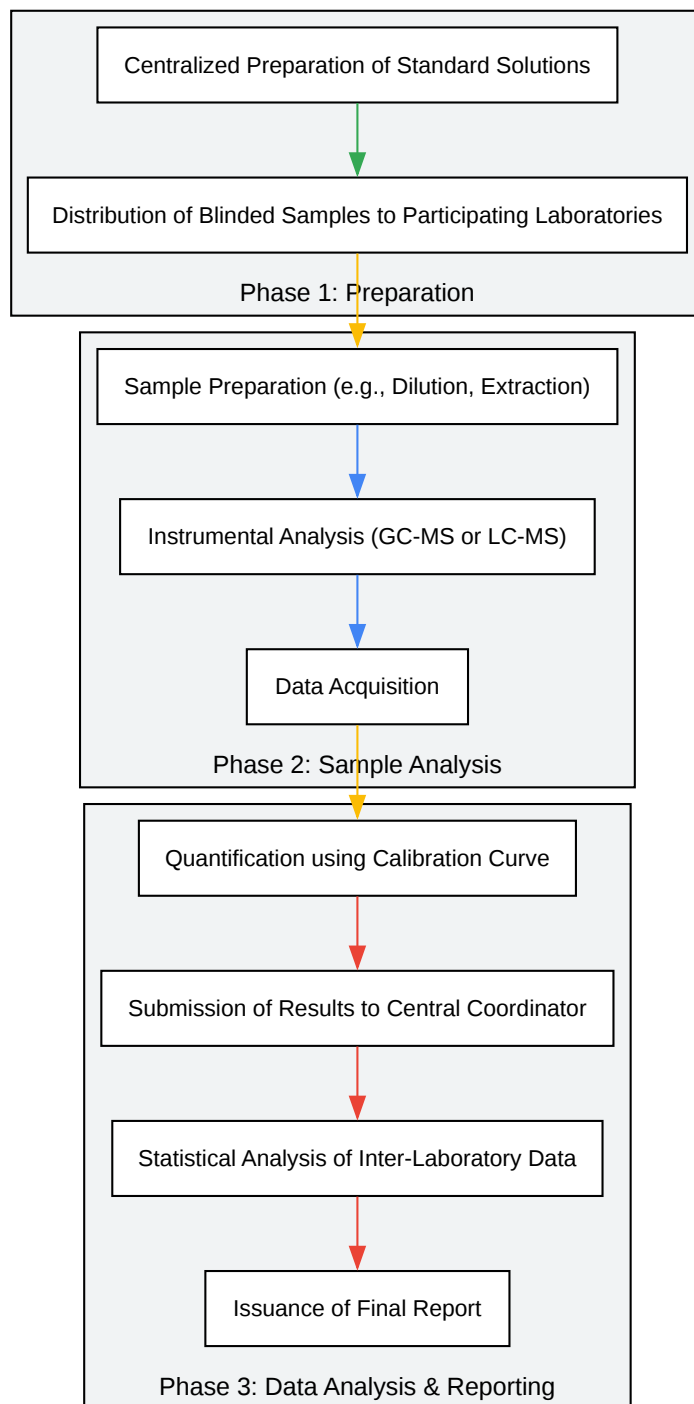 Centralized Preparation of Standard Solutions
Distribution of Blinded Samples to Participating Laboratories
Phase 1: Preparation
Sample Preparation (e.g., Dilution, Extraction)
Instrumental Analysis (GC-MS or LC-MS)
Data Acquisition
Phase 2: Sample Analysis
Quantification using Calibration Curve
Submission of Results to Central Coordinator
Statistical Analysis of Inter-Laboratory Data
Issuance of Final Report
Phase 3: Data Analysis & Reporting